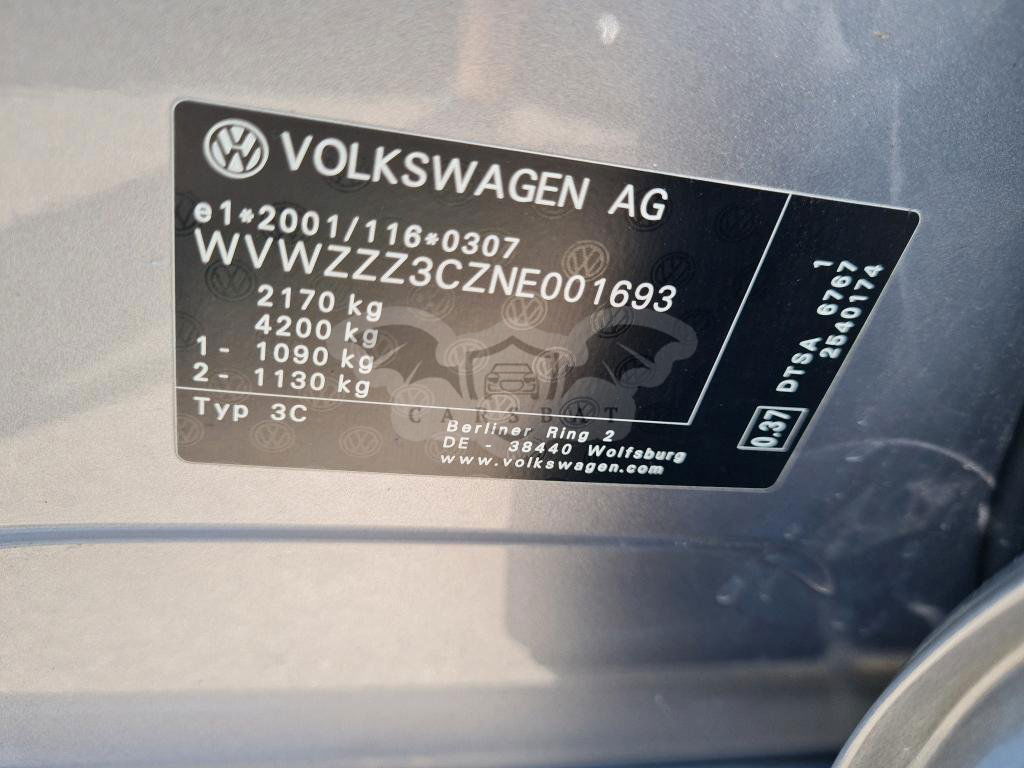 VOLKSWAGEN AG
e1*2001/116*0307
WVWZZZ3CZNE001693
2170 kg
4200 kg
1- 1090 kg
2- 1130 kg
Typ 3C
Berliner Ring 2
DE - 38440 Wolfsburg
www.volkswagen.com
1
DTSA 6767
2540174
0.37
CARSBAT